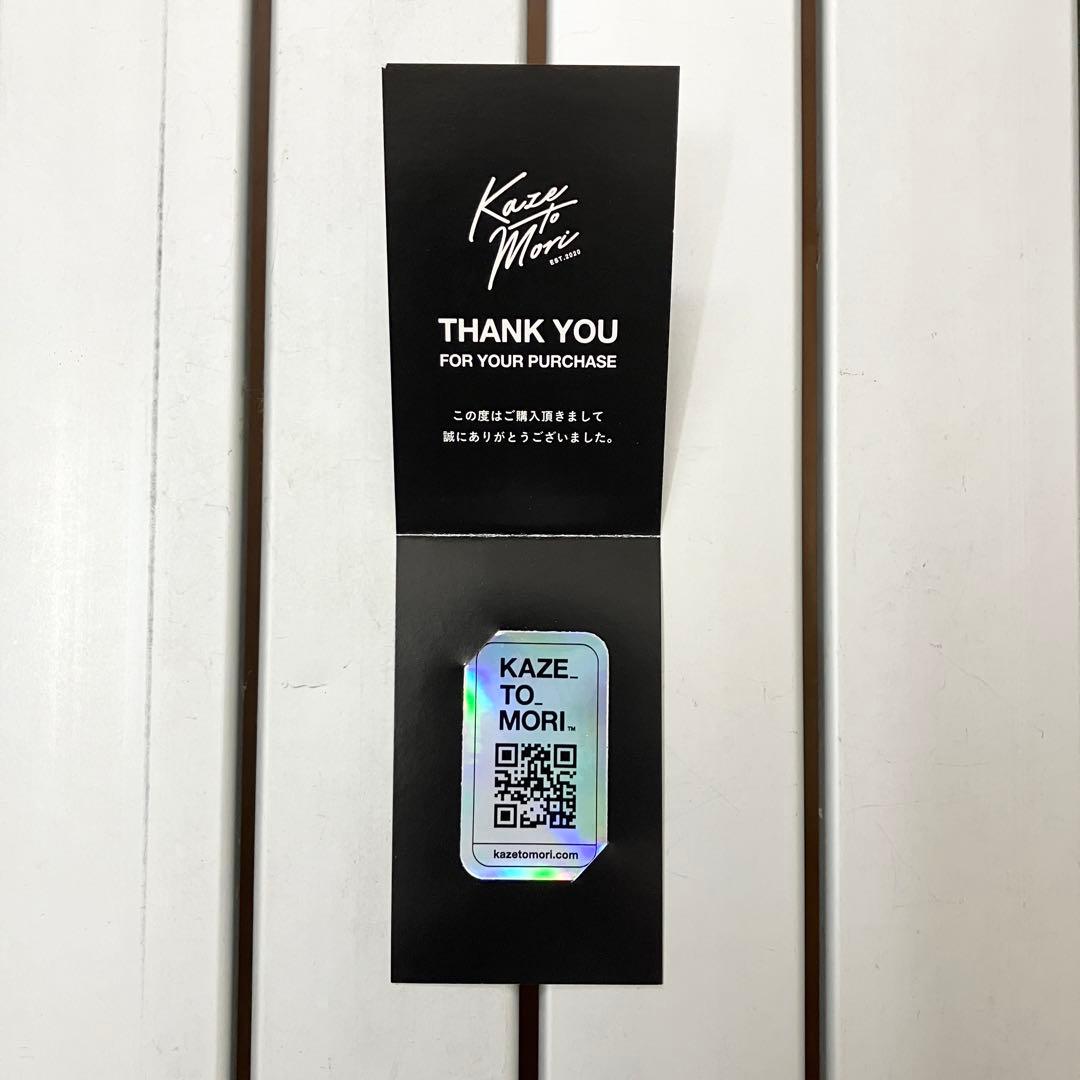 Kaze
to
Mori
EST.2020
THANK YOU
FOR YOUR PURCHASE
この度はご購入頂きまして
誠にありがとうございました。
KAZE_
TO_
MORI™
kazetomori.com